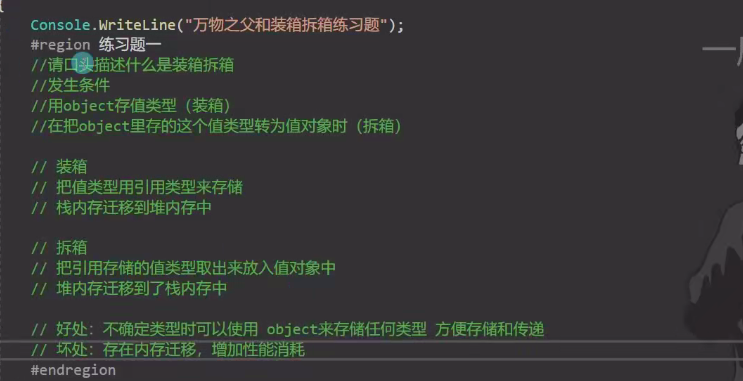 {
Console.WriteLine("万物之父和装箱拆箱练习题");
#region 练习题一
//请口头描述什么是装箱拆箱
//发生条件
//用object存值类型（装箱）
//在把object里存的这个值类型转为值对象时（拆箱）
// 装箱
// 把值类型用引用类型来存储
// 栈内存迁移到堆内存中
// 拆箱
// 把引用存储的值类型取出来放入值对象中
// 堆内存迁移到了栈内存中
// 好处：不确定类型时可以使用 object来存储任何类型 方便存储和传递
// 坏处：存在内存迁移，增加性能消耗
#endregion